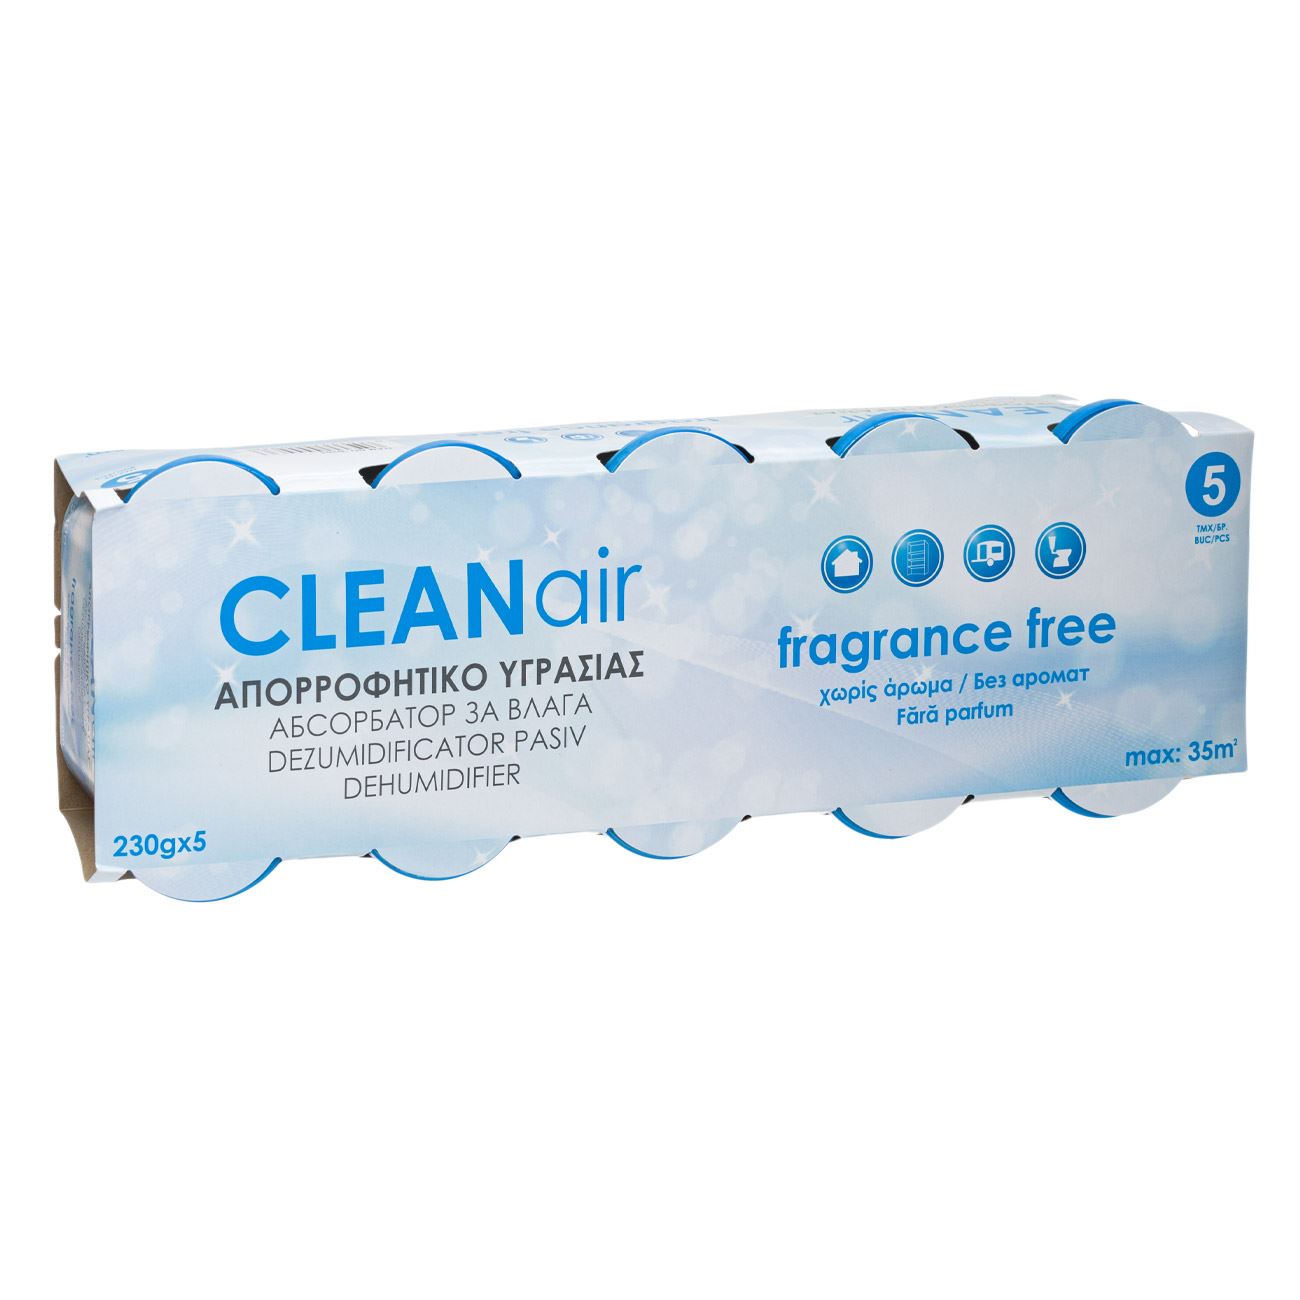 CLEANair
ΑΠΟΡΡΟΦΗΤΙΚΟ ΥΓΡΑΣΙΑΣ
АБСОРБАТОР ЗА ВЛАГА
DEZUMIDIFICATOR PASIV
DEHUMIDIFIER
230gx5
5
ΤΜΧ/БР.
BUC/PCS
fragrance free
χωρίς άρωμα / Без аромат
Fără parfum
max: 35m²